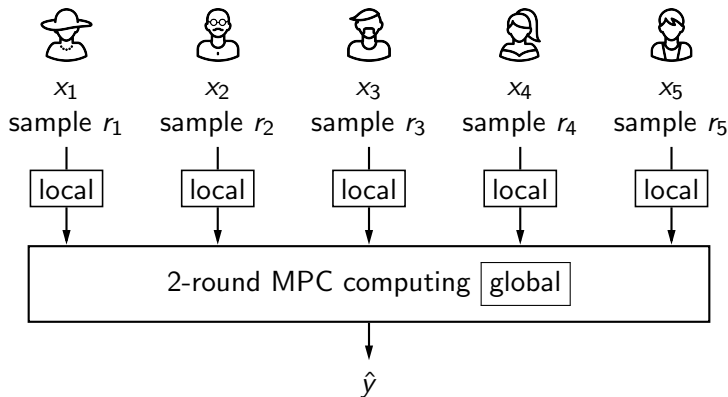 x₁ x₂ x₃ x₄ x₅
sample r₁ sample r₂ sample r₃ sample r₄ sample r₅
local local local local local
2-round MPC computing global
ŷ